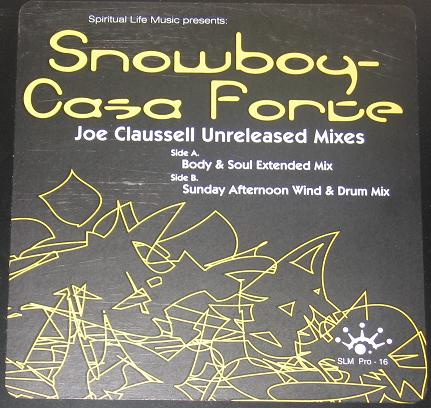 Spiritual Life Music presents:
Snowboy-
Casa Forte
Joe Claussell Unreleased Mixes
Side A.
Body & Soul Extended Mix
Side B.
Sunday Afternoon Wind & Drum Mix
SLM Pro - 16